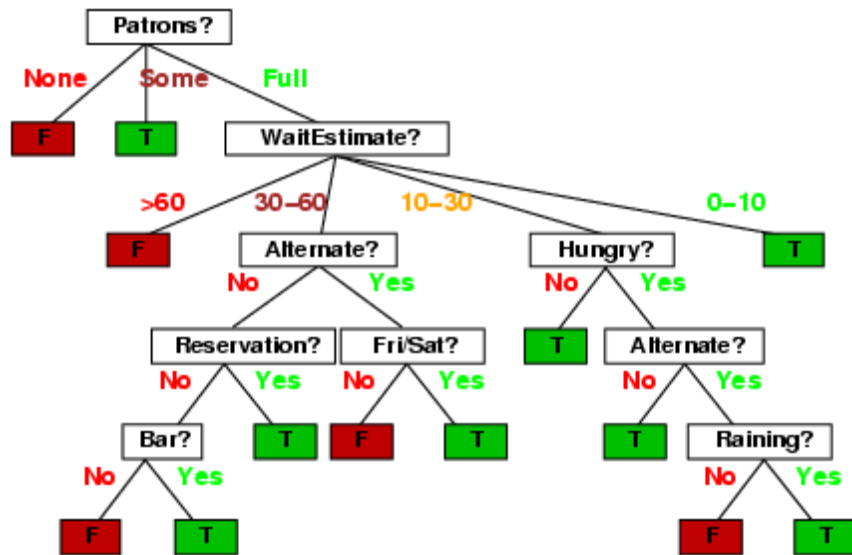 Patrons?
None Some Full
F T WaitEstimate?
>60 30–60 10–30 0–10
F Alternate? Hungry? T
No Yes No Yes
Reservation? Fri/Sat? T Alternate?
No Yes No Yes No Yes
Bar? T F T T Raining?
No Yes No Yes
F T F T